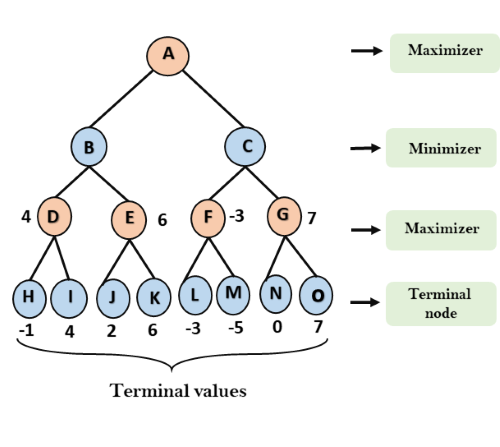 A
Maximizer
B
C
Minimizer
4 D
E 6
F -3
G 7
Maximizer
H I J K L M N O
Terminal
node
-1 4 2 6 -3 -5 0 7
Terminal values